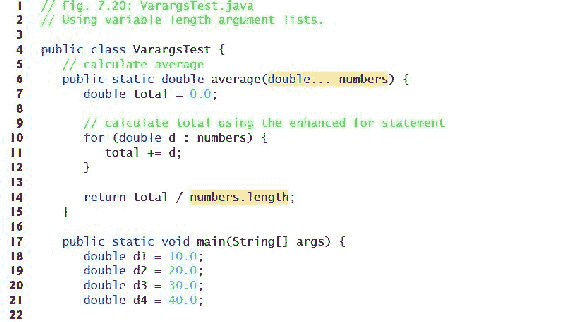 1 // Fig. 7.20: VarargsTest.java
2 // Using variable length argument lists.
3
4 public class VarargsTest {
5 // calculate average
6 public static double average(double... numbers) {
7 double total = 0.0;
8
9 // calculate total using the enhanced for statement
10 for (double d : numbers) {
11 total += d;
12 }
13
14 return total / numbers.length;
15 }
16
17 public static void main(String[] args) {
18 double d1 = 10.0;
19 double d2 = 20.0;
20 double d3 = 30.0;
21 double d4 = 40.0;
22